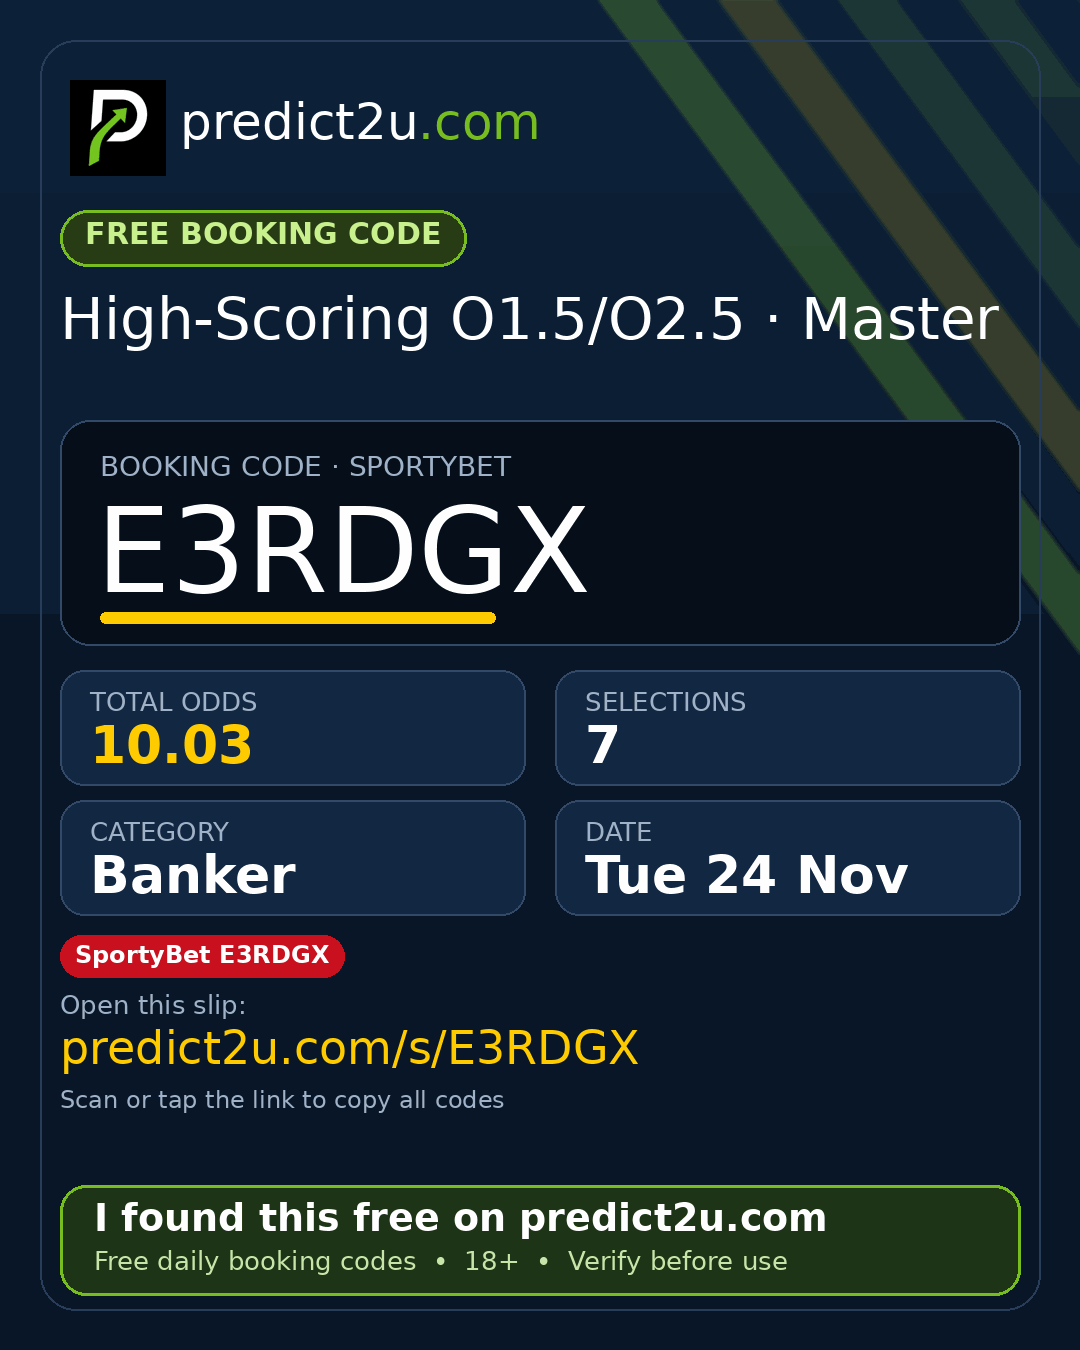 predict2u.com
FREE BOOKING CODE
High-Scoring O1.5/O2.5 · Master
BOOKING CODE · SPORTYBET
E3RDGX
TOTAL ODDS
10.03
SELECTIONS
7
CATEGORY
Banker
DATE
Tue 24 Nov
SportyBet E3RDGX
Open this slip:
predict2u.com/s/E3RDGX
Scan or tap the link to copy all codes
I found this free on predict2u.com
Free daily booking codes • 18+ • Verify before use